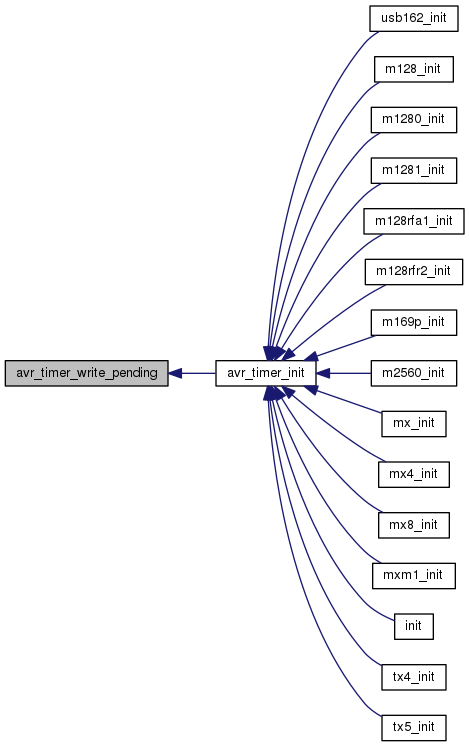 usb162_init
m128_init
m1280_init
m1281_init
m128rfa1_init
m128rfr2_init
m169p_init
avr_timer_write_pending
avr_timer_init
m2560_init
mx_init
mx4_init
mx8_init
mxm1_init
init
tx4_init
tx5_init